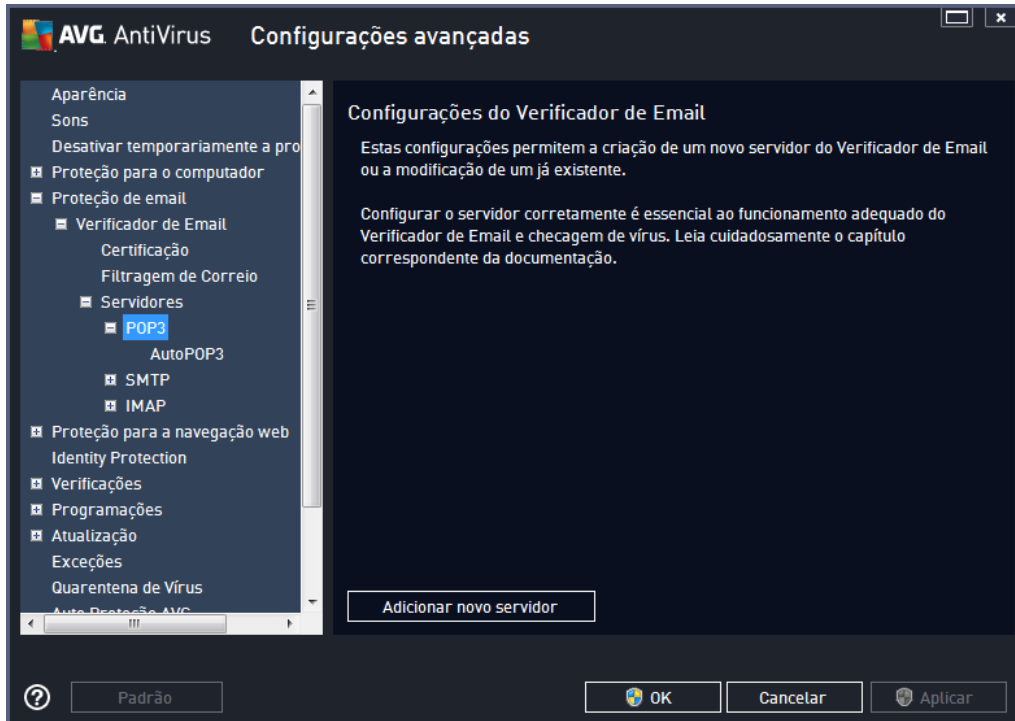 AVG. AntiVirus Configurações avançadas
Aparência
Sons
Desativar temporariamente a pro
Proteção para o computador
Proteção de email
Verificador de Email
Certificação
Filtragem de Correio
Servidores
POP3
AutoPOP3
SMTP
IMAP
Proteção para a navegação web
Identity Protection
Verificações
Programações
Atualização
Exceções
Quarentena de Vírus
Auto Proteção AVG
Configurações do Verificador de Email
Estas configurações permitem a criação de um novo servidor do Verificador de Email
ou a modificação de um já existente.
Configurar o servidor corretamente é essencial ao funcionamento adequado do
Verificador de Email e checagem de vírus. Leia cuidadosamente o capítulo
correspondente da documentação.
Adicionar novo servidor
Padrão
OK
Cancelar
Aplicar